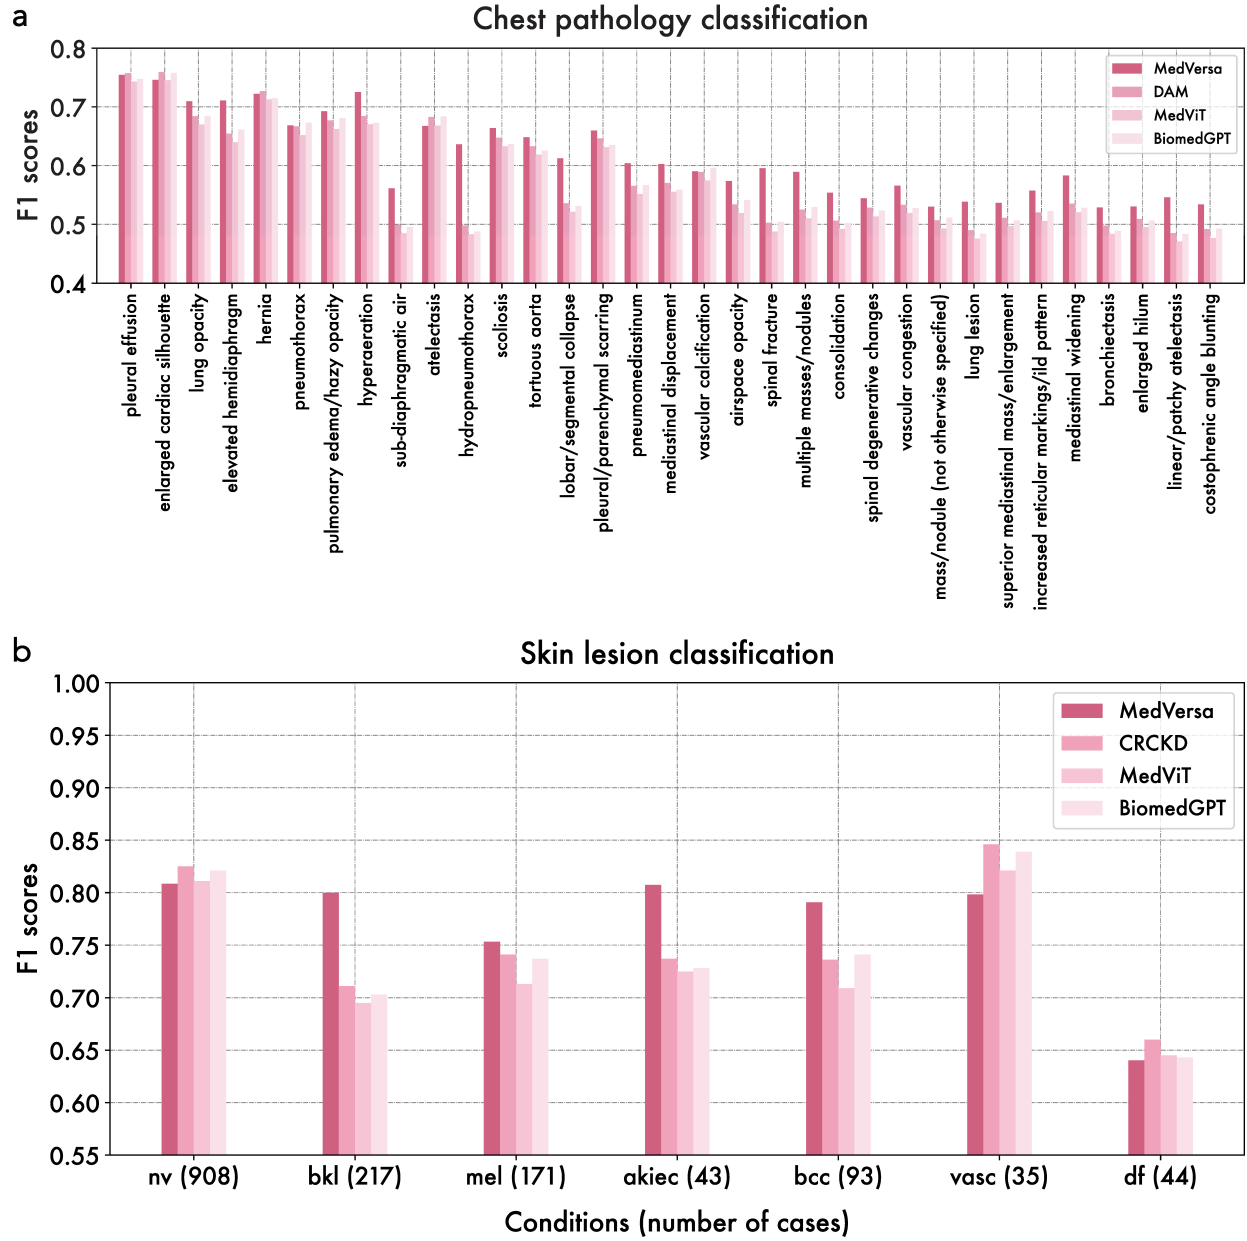 a
Chest pathology classification
F1 scores
0.8
0.7
0.6
0.5
0.4
MedVersa
DAM
MedViT
BiomedGPT
pleural effusion
enlarged cardiac silhouette
lung opacity
elevated hemidiaphragm
hernia
pneumothorax
pulmonary edema/hazy opacity
hyperaeration
sub-diaphragmatic air
atelectasis
hydropneumothorax
scoliosis
tortuous aorta
lobar/segmental collapse
pleural/parenchymal scarring
pneumomediastinum
mediastinal displacement
vascular calcification
airspace opacity
spinal fracture
multiple masses/nodules
consolidation
spinal degenerative changes
vascular congestion
mass/nodule (not otherwise specified)
lung lesion
superior mediastinal mass/enlargement
increased reticular markings/ild pattern
mediastinal widening
bronchiectasis
enlarged hilum
linear/patchy atelectasis
costophrenic angle blunting
b
Skin lesion classification
F1 scores
1.00
0.95
0.90
0.85
0.80
0.75
0.70
0.65
0.60
0.55
MedVersa
CRCKD
MedViT
BiomedGPT
nv (908)
bkl (217)
mel (171)
akiec (43)
bcc (93)
vasc (35)
df (44)
Conditions (number of cases)